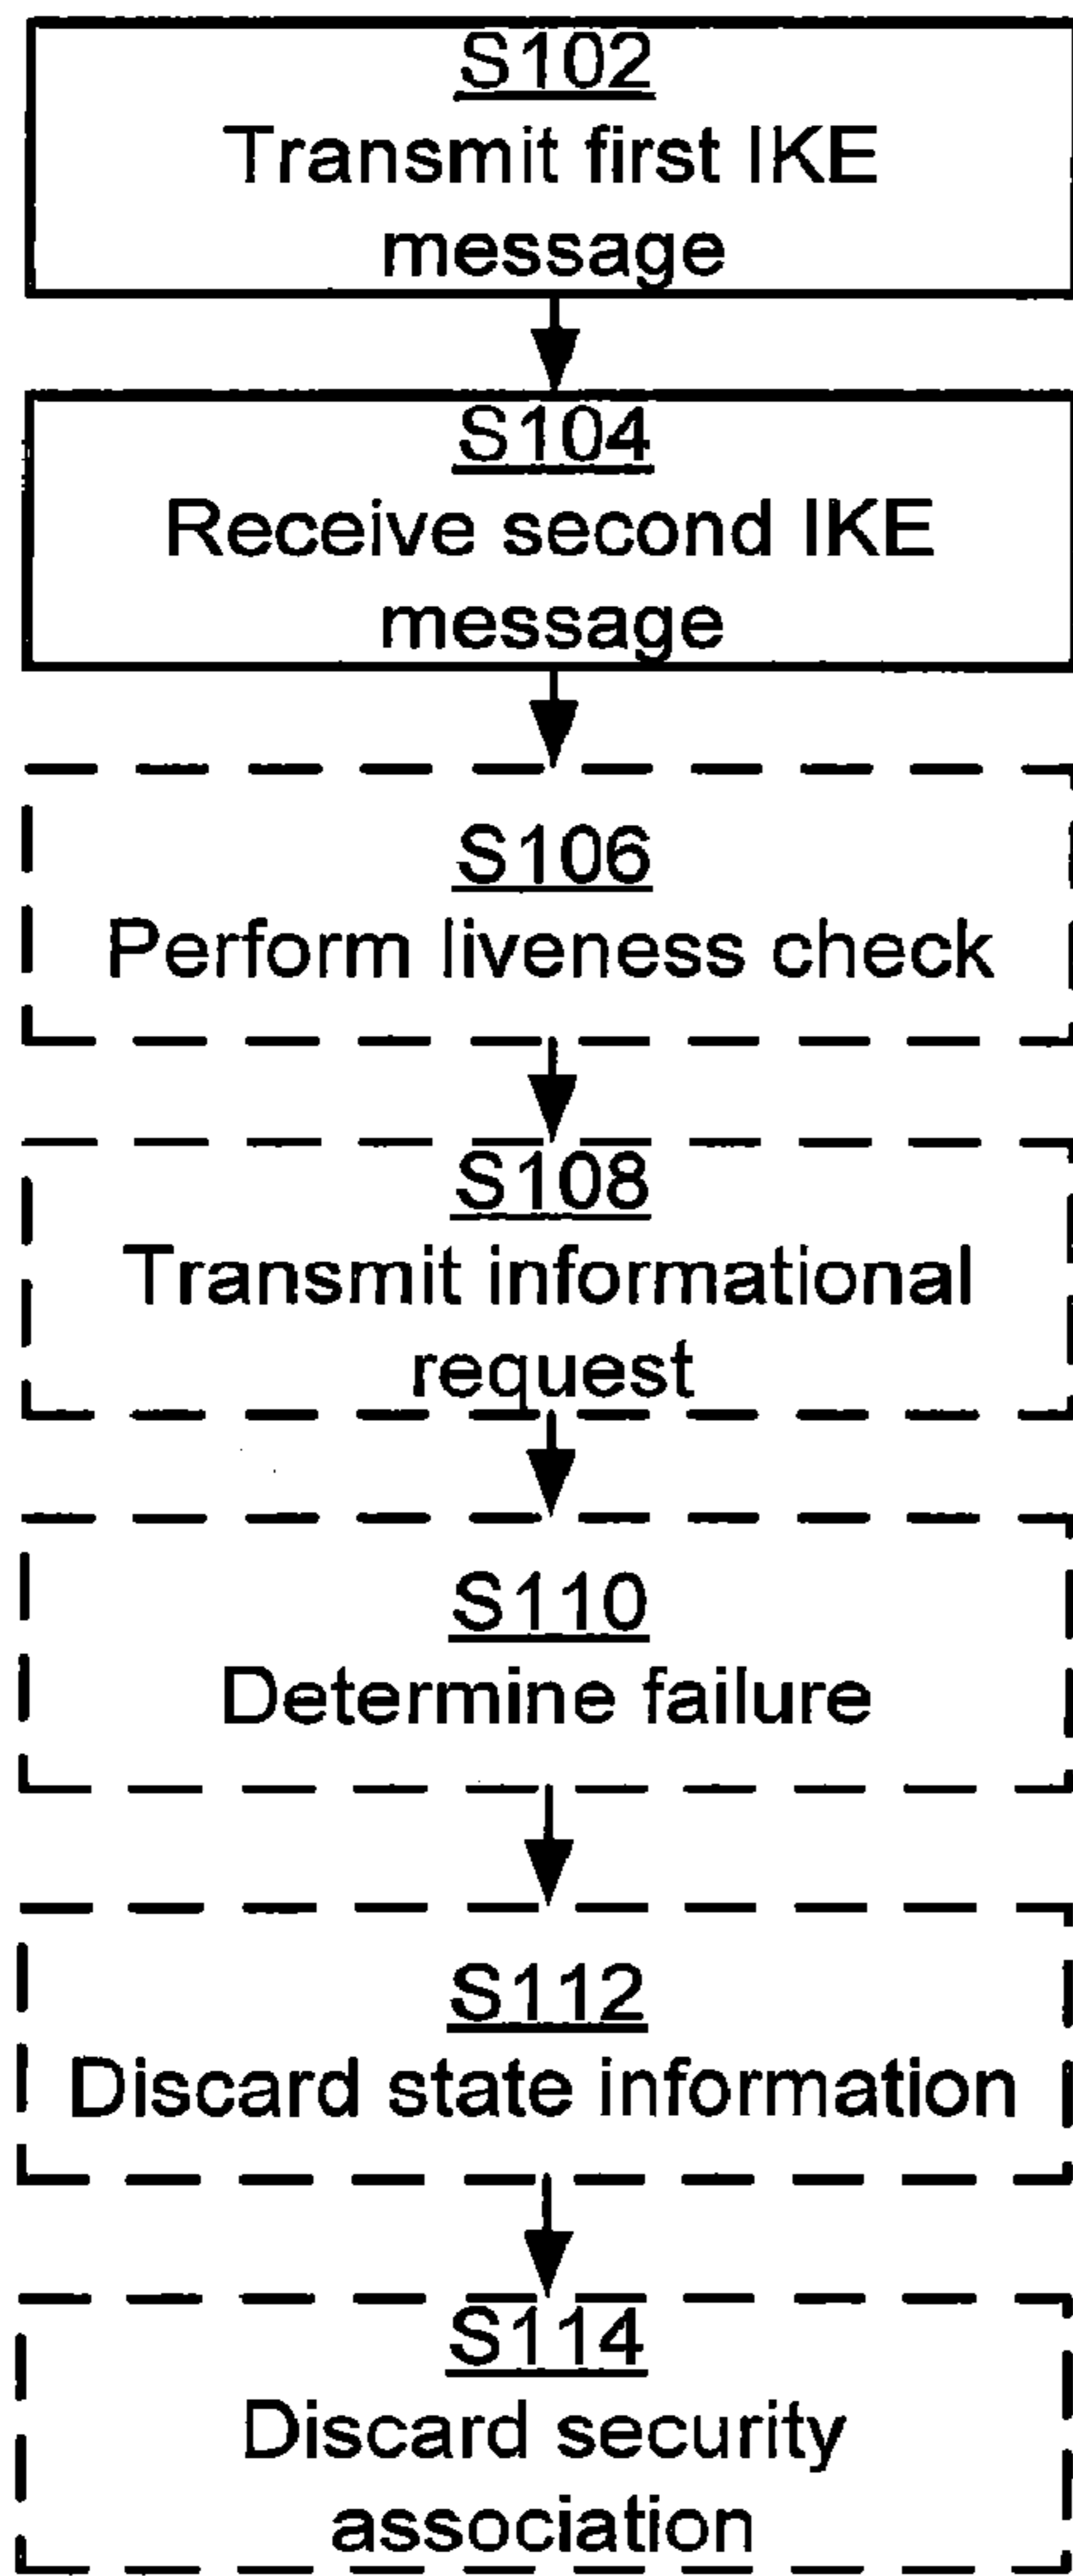 S102
Transmit first IKE
message
S104
Receive second IKE
message
S106
Perform liveness check
S108
Transmit informational
request
S110
Determine failure
S112
Discard state information
S114
Discard security
association